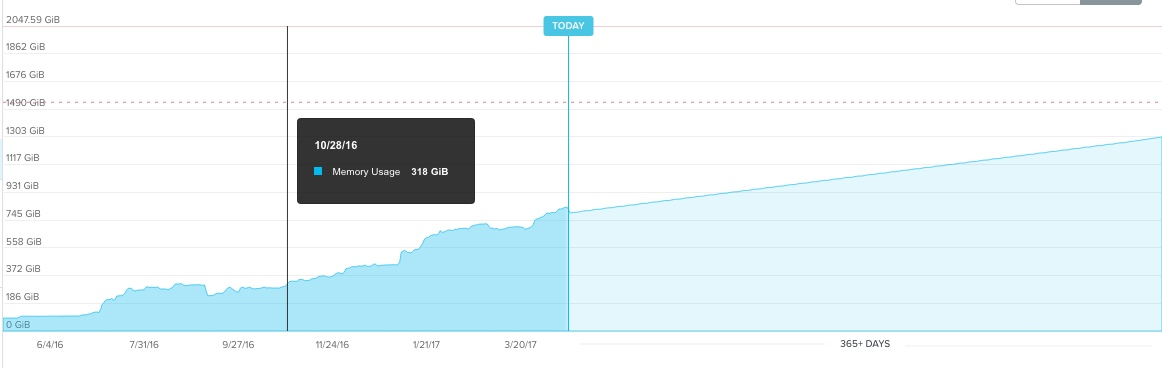 2047.59 GiB
TODAY
1862 GiB
1676 GiB
1490 GiB
1303 GiB
10/28/16
1117 GiB
Memory Usage 318 GiB
931 GiB
745 GiB
558 GiB
372 GiB
186 GiB
0 GiB
6/4/16 7/31/16 9/27/16 11/24/16 1/21/17 3/20/17 365+ DAYS